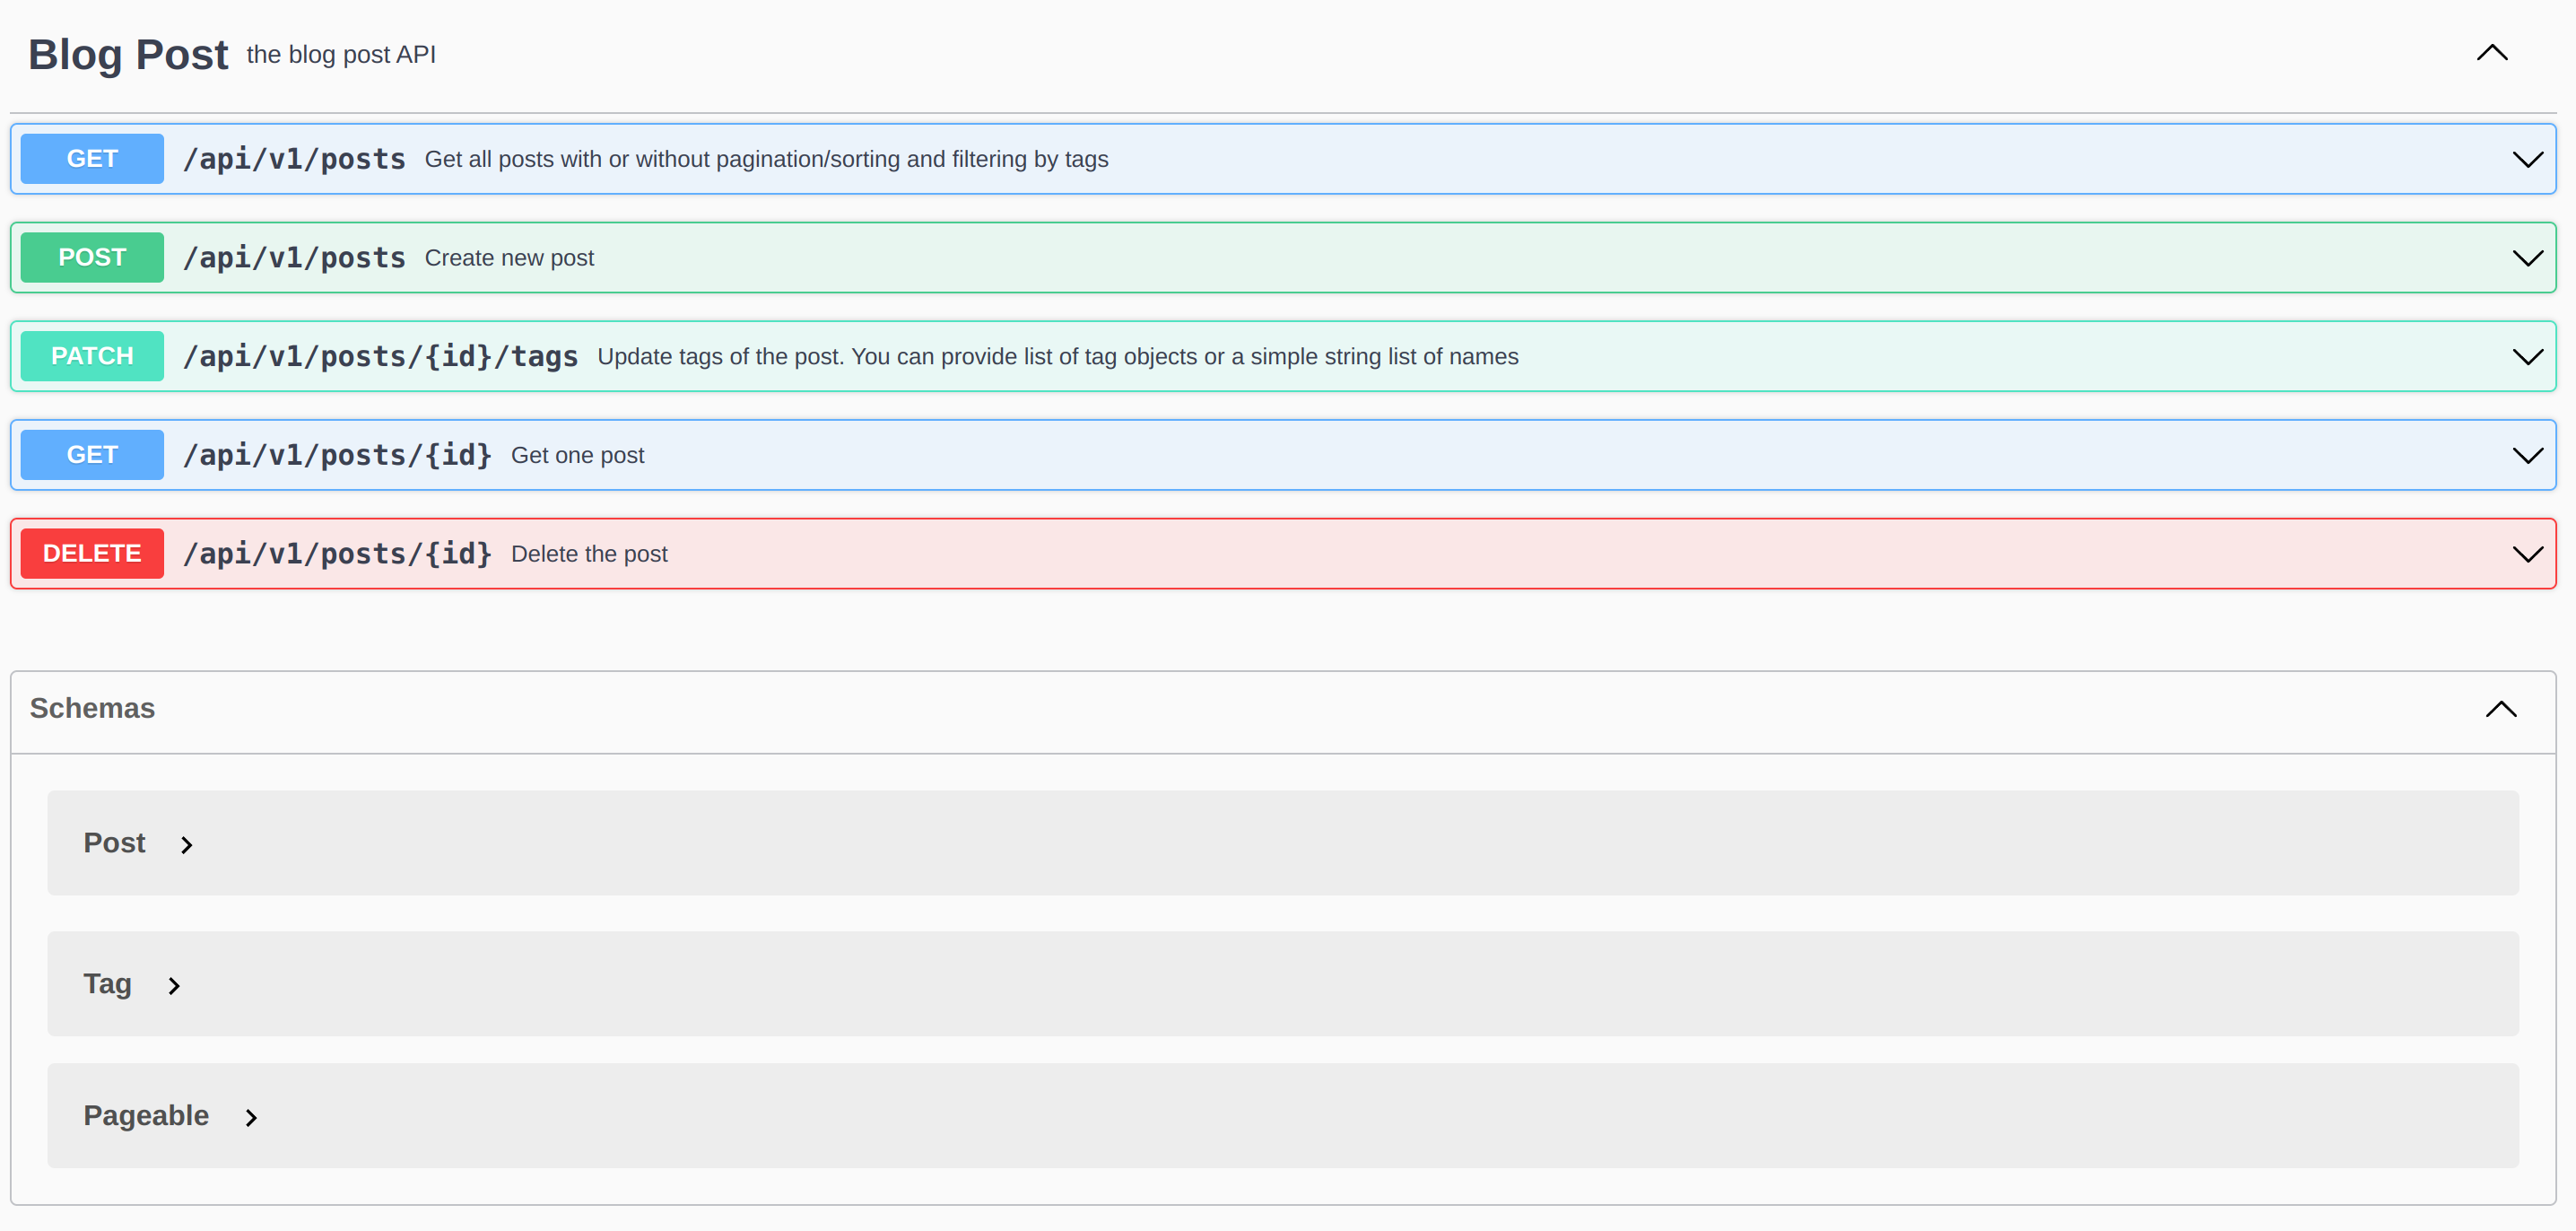 Blog Post the blog post API
GET /api/v1/posts Get all posts with or without pagination/sorting and filtering by tags
POST /api/v1/posts Create new post
PATCH /api/v1/posts/{id}/tags Update tags of the post. You can provide list of tag objects or a simple string list of names
GET /api/v1/posts/{id} Get one post
DELETE /api/v1/posts/{id} Delete the post
Schemas
Post
Tag
Pageable